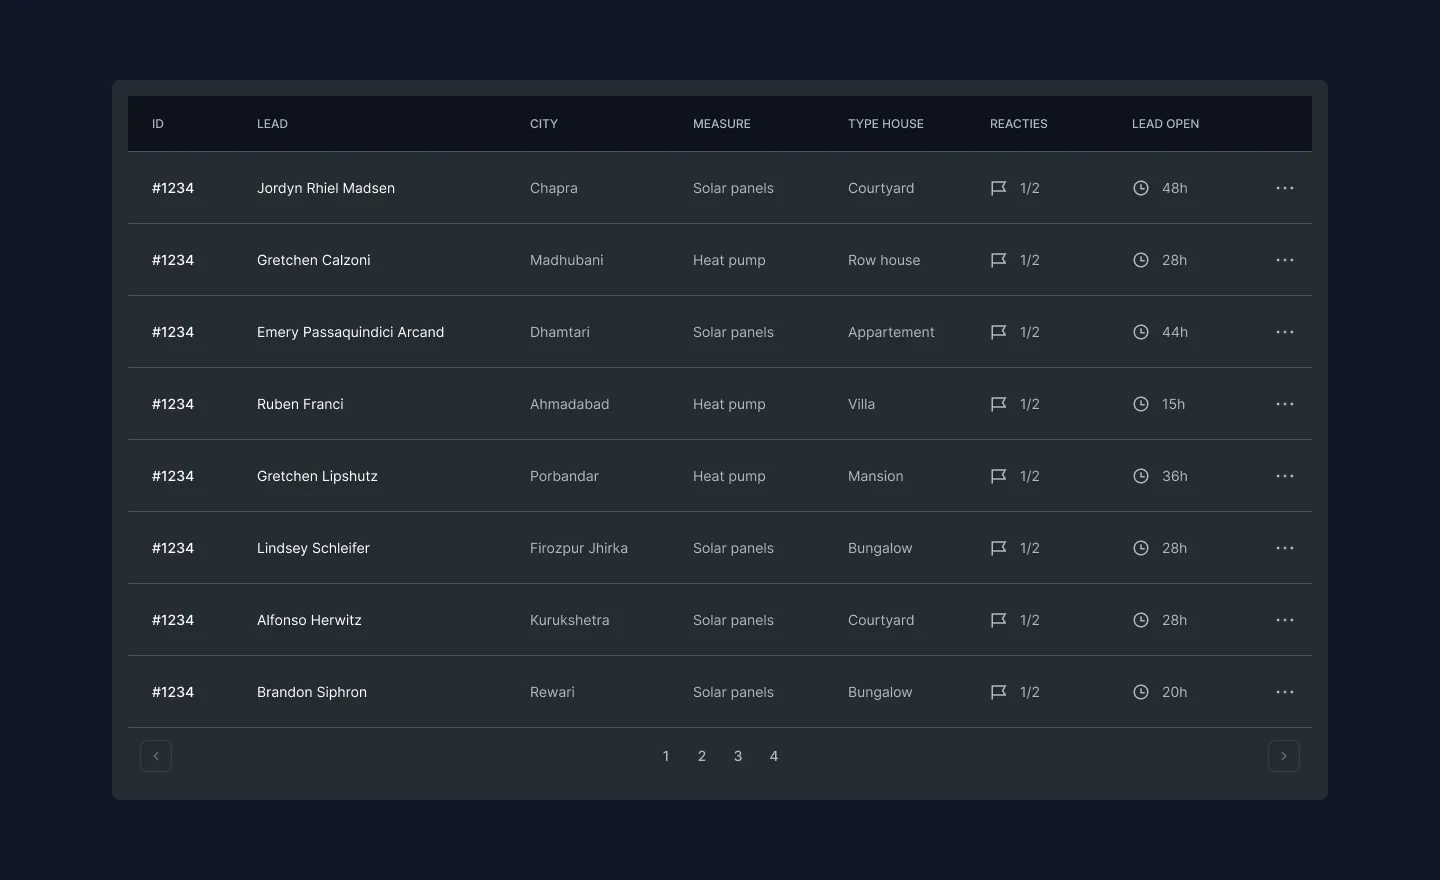 ID LEAD CITY MEASURE TYPE HOUSE REACTIES LEAD OPEN
#1234 Jordyn Rhiel Madsen Chapra Solar panels Courtyard 1/2 48h
#1234 Gretchen Calzoni Madhubani Heat pump Row house 1/2 28h
#1234 Emery Passaquindici Arcand Dhamtari Solar panels Appartement 1/2 44h
#1234 Ruben Franci Ahmadabad Heat pump Villa 1/2 15h
#1234 Gretchen Lipshutz Porbandar Heat pump Mansion 1/2 36h
#1234 Lindsey Schleifer Firozpur Jhirka Solar panels Bungalow 1/2 28h
#1234 Alfonso Herwitz Kurukshetra Solar panels Courtyard 1/2 28h
#1234 Brandon Siphron Rewari Solar panels Bungalow 1/2 20h
1 2 3 4